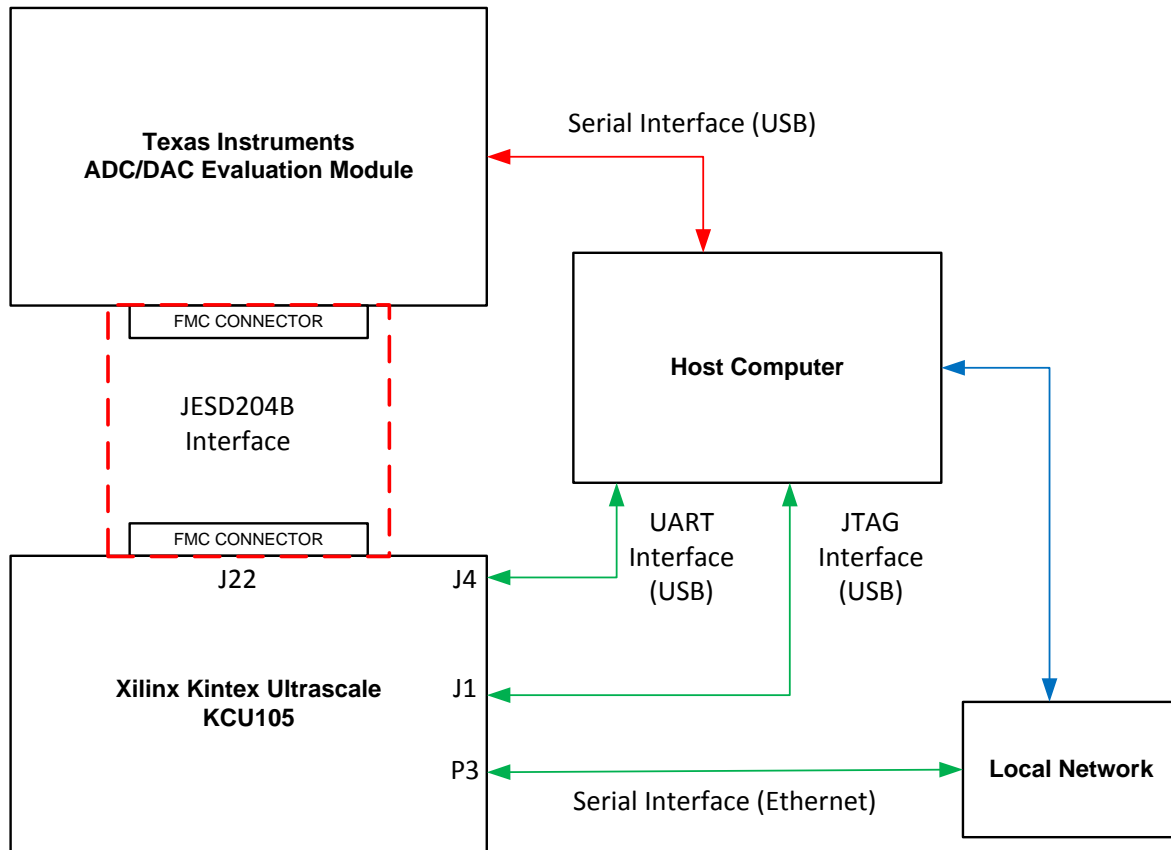 Texas Instruments
ADC/DAC Evaluation Module
Serial Interface (USB)
FMC CONNECTOR
Host Computer
JESD204B
Interface
FMC CONNECTOR
J22
J4
UART
Interface
(USB)
JTAG
Interface
(USB)
Xilinx Kintex Ultrascale
KCU105
J1
P3
Serial Interface (Ethernet)
Local Network